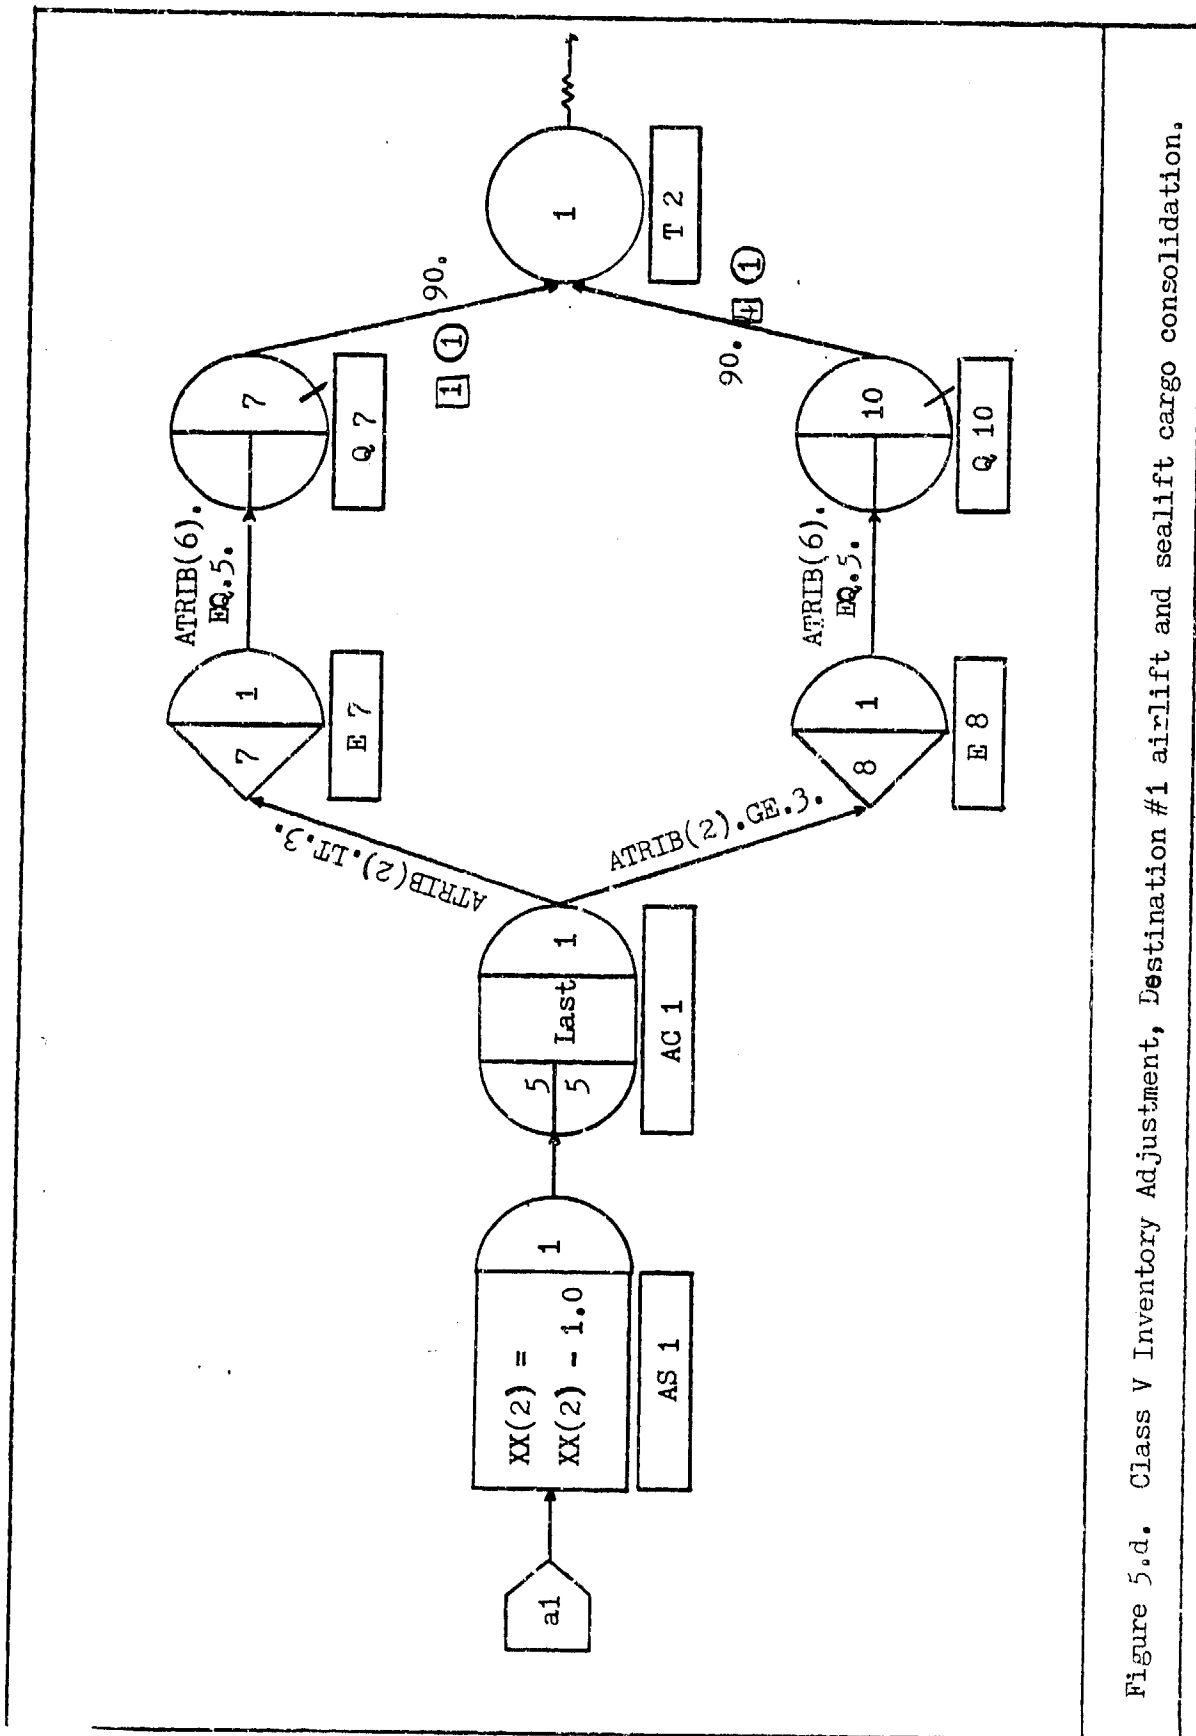 a1
XX(2) =
XX(2) - 1.0
1
AS 1
5
5
Last
1
AC 1
ATRIB(2).LT.3.
ATRIB(2).GE.3.
7
1
E 7
ATRIB(6).
EQ.5.
7
Q 7
1
1
90.
8
1
E 8
ATRIB(6).
EQ.5.
10
Q 10
90.
4
1
1
T 2
Figure 5.d. Class V Inventory Adjustment, Destination #1 airlift and sealift cargo consolidation.